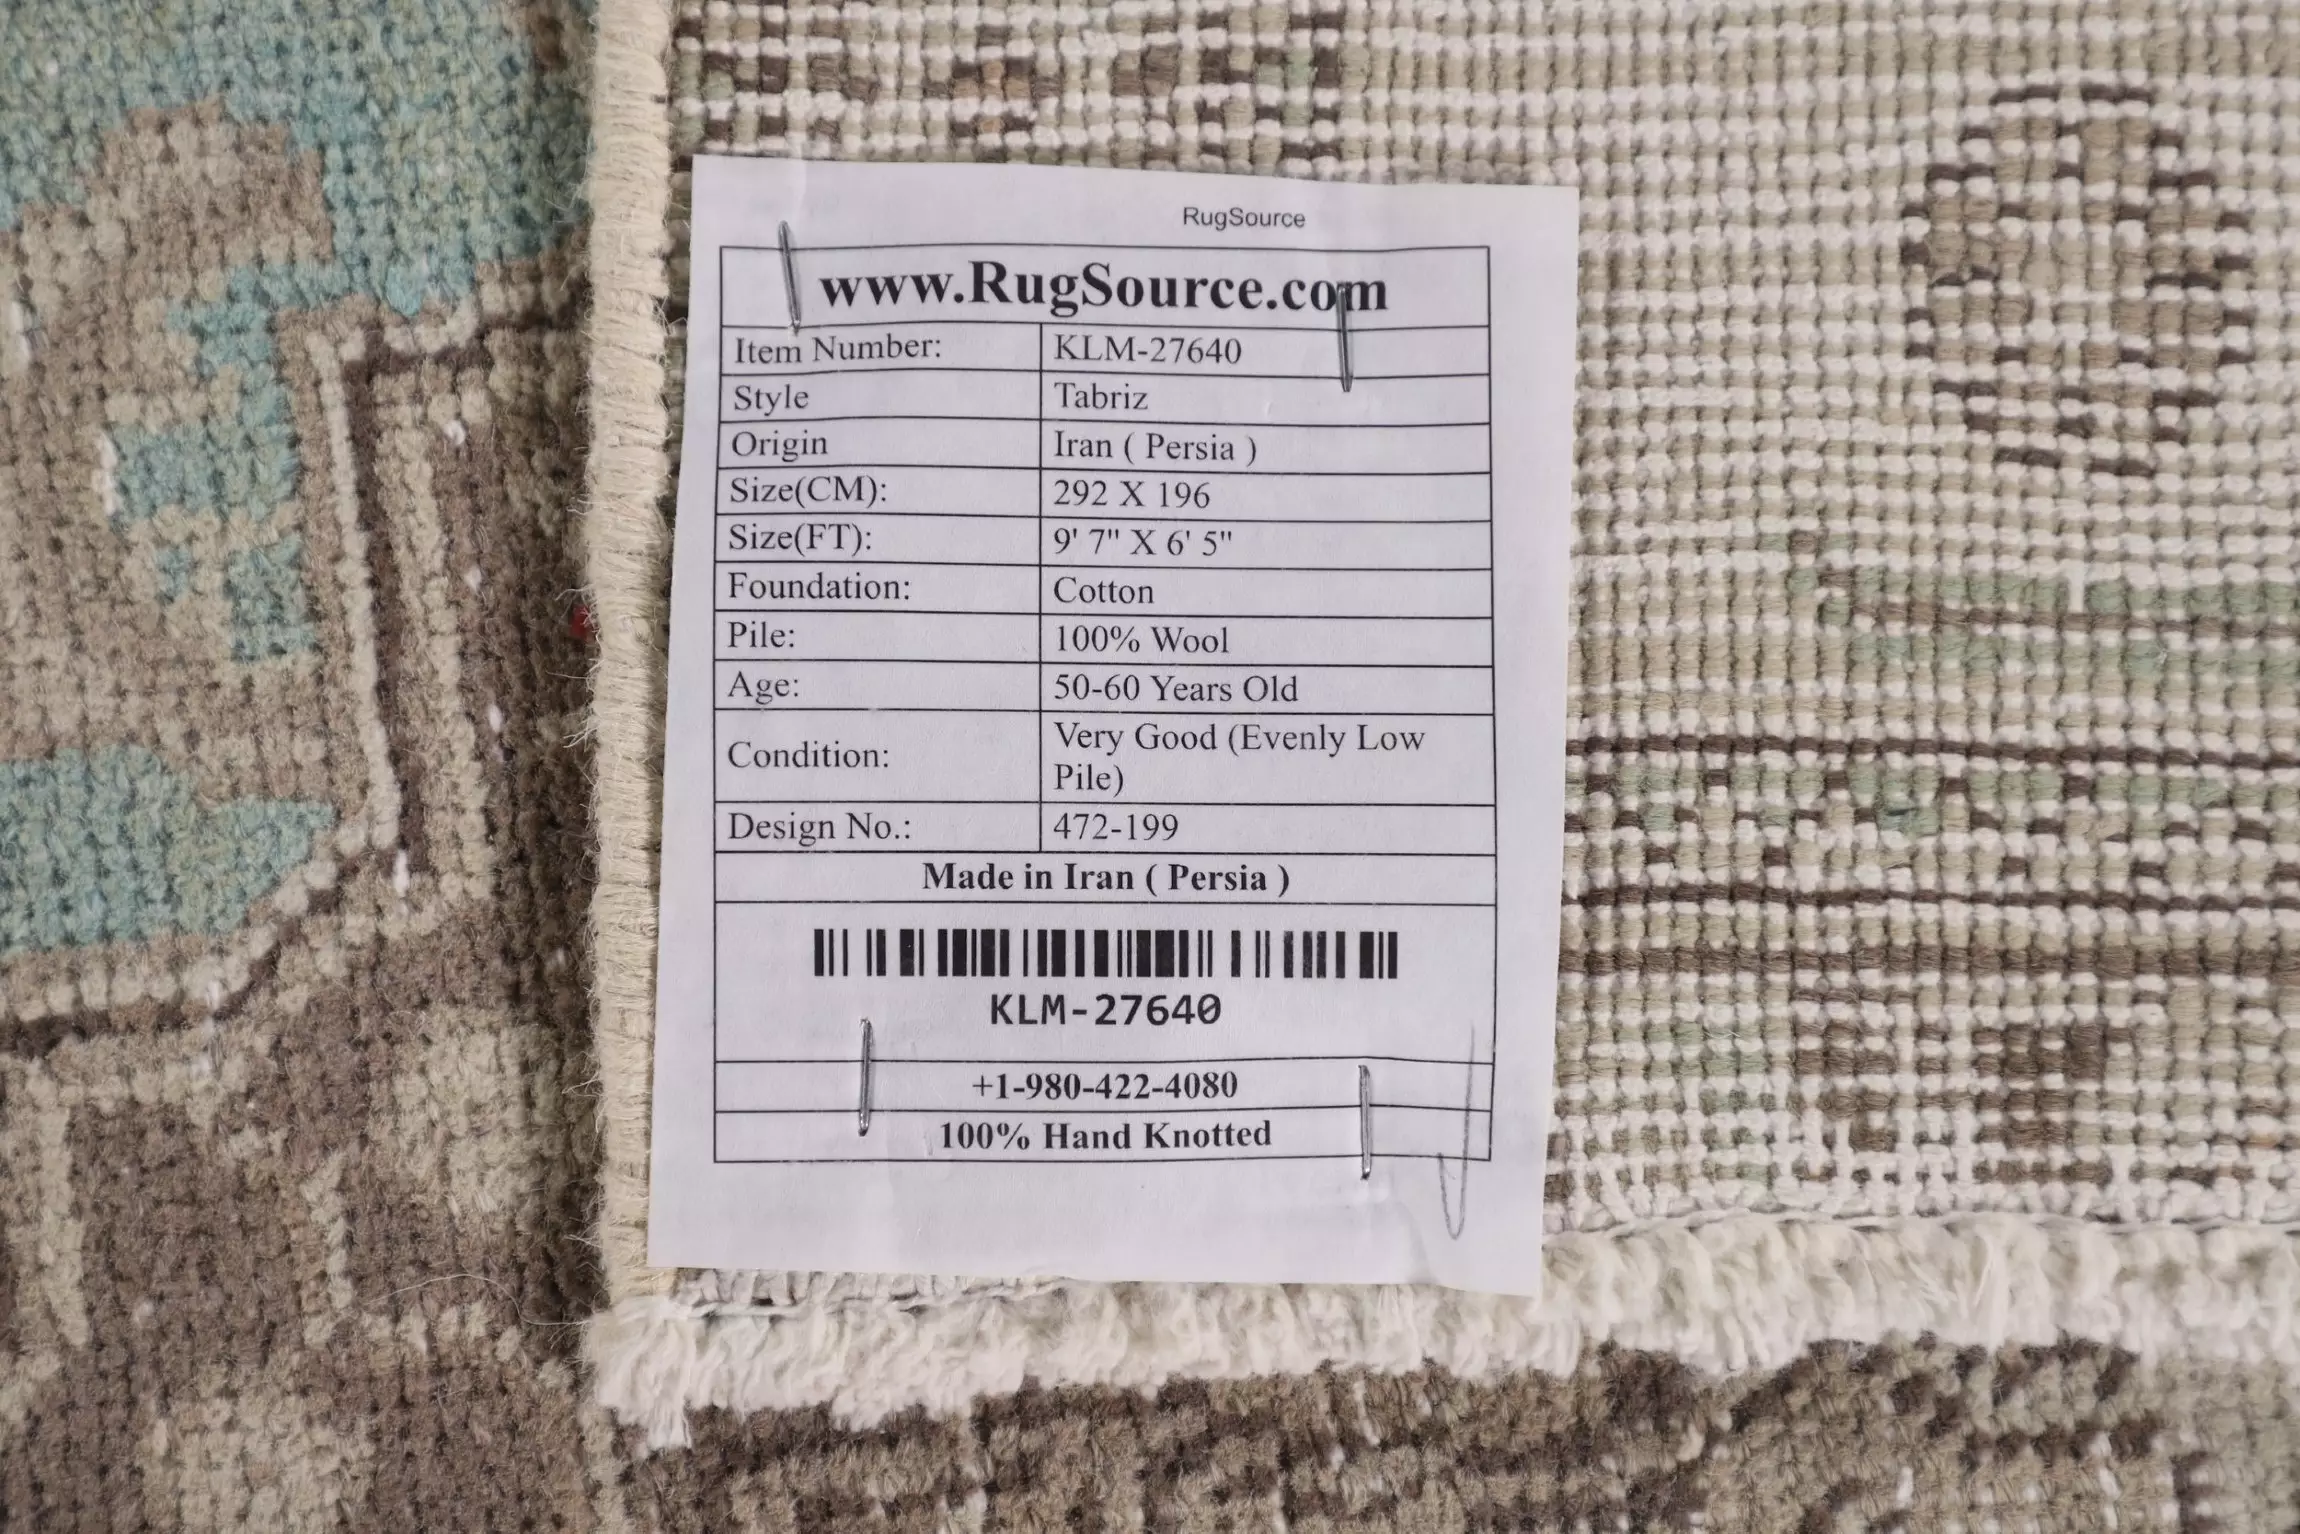 RugSource
www.RugSource.com
Item Number: KLM-27640
Style Tabriz
Origin Iran ( Persia )
Size(CM): 292 X 196
Size(FT): 9' 7" X 6' 5"
Foundation: Cotton
Pile: 100% Wool
Age: 50-60 Years Old
Condition: Very Good (Evenly Low
Pile)
Design No.: 472-199
Made in Iran ( Persia )
KLM-27640
+1-980-422-4080
100% Hand Knotted